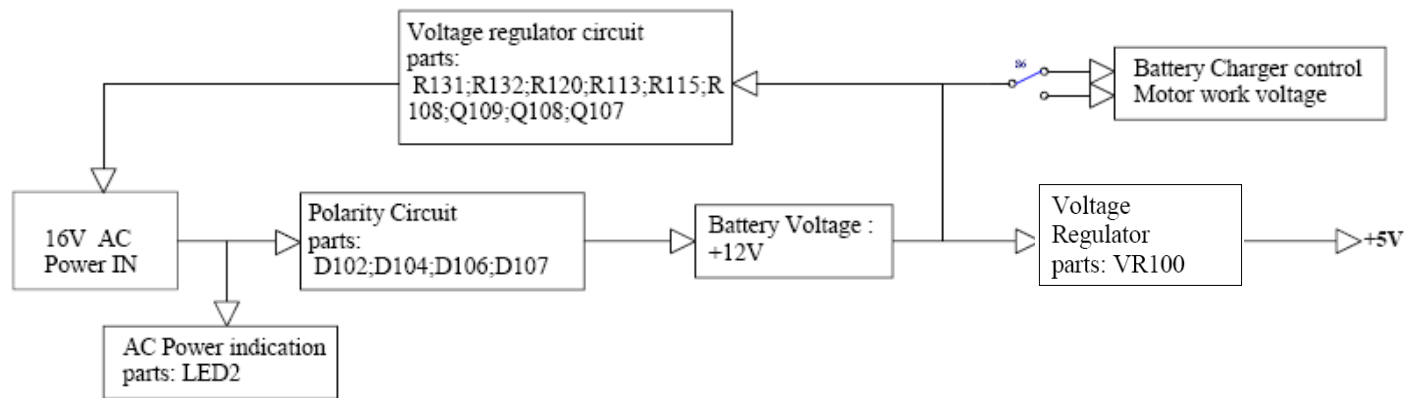 Voltage regulator circuit
parts:
R131;R132;R120;R113;R115;R
108;Q109;Q108;Q107
S6
Battery Charger control
Motor work voltage
16V AC
Power IN
Polarity Circuit
parts:
D102;D104;D106;D107
Battery Voltage :
+12V
Voltage
Regulator
parts: VR100
+5V
AC Power indication
parts: LED2